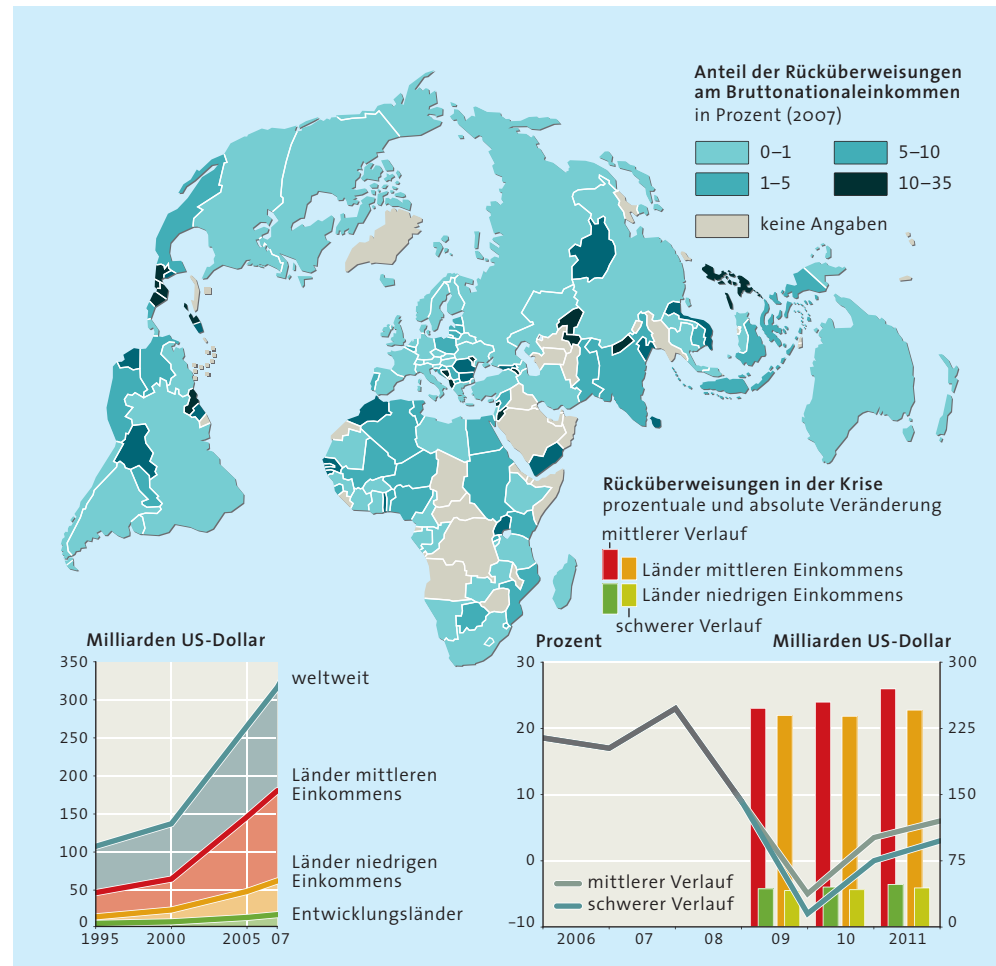 Anteil der Rücküberweisungen
am Bruttonationaleinkommen
in Prozent (2007)
0–1
5–10
1–5
10–35
keine Angaben
Rücküberweisungen in der Krise
prozentuale und absolute Veränderung
mittlerer Verlauf
Länder mittleren Einkommens
Länder niedrigen Einkommens
schwerer Verlauf
Milliarden US-Dollar
350
300
250
200
150
100
50
0
1995
2000
2005
07
weltweit
Länder mittleren
Einkommens
Länder niedrigen
Einkommens
Entwicklungsländer
Prozent
Milliarden US-Dollar
30
20
10
0
–10
300
225
150
75
0
mittlerer Verlauf
schwerer Verlauf
2006
07
08
09
10
2011